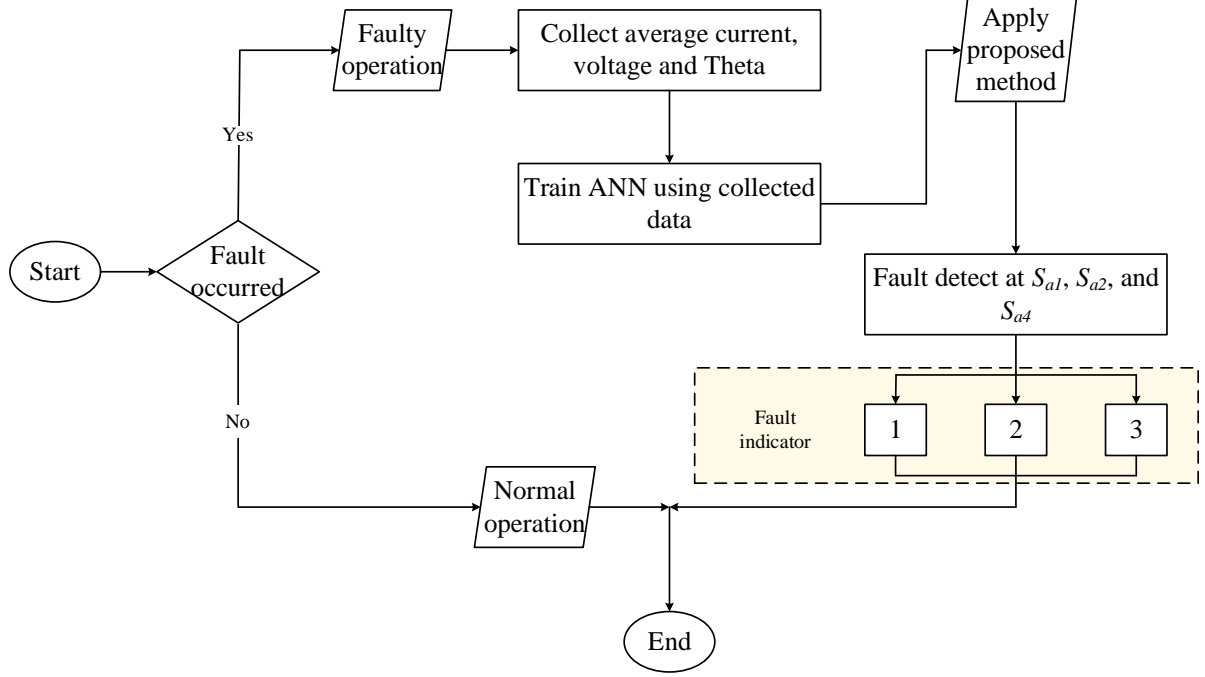 Faulty
operation
Collect average current,
voltage and Theta
Apply
proposed
method
Yes
Train ANN using collected
data
Start
Fault
occurred
Fault detect at Sa1, Sa2, and
Sa4
No
Fault
indicator
1
2
3
Normal
operation
End